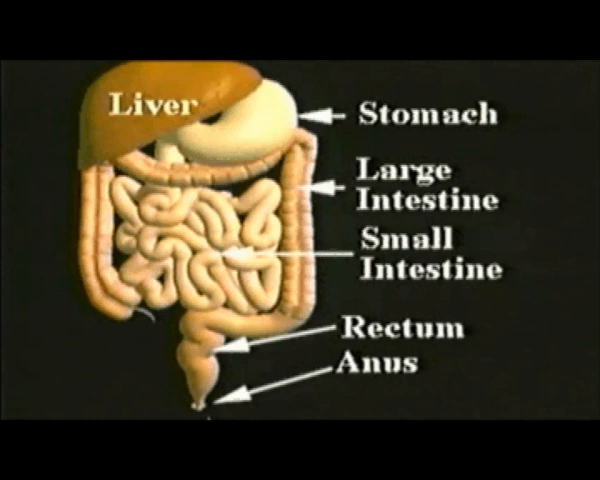 Liver
Stomach
Large
Intestine
Small
Intestine
Rectum
Anus